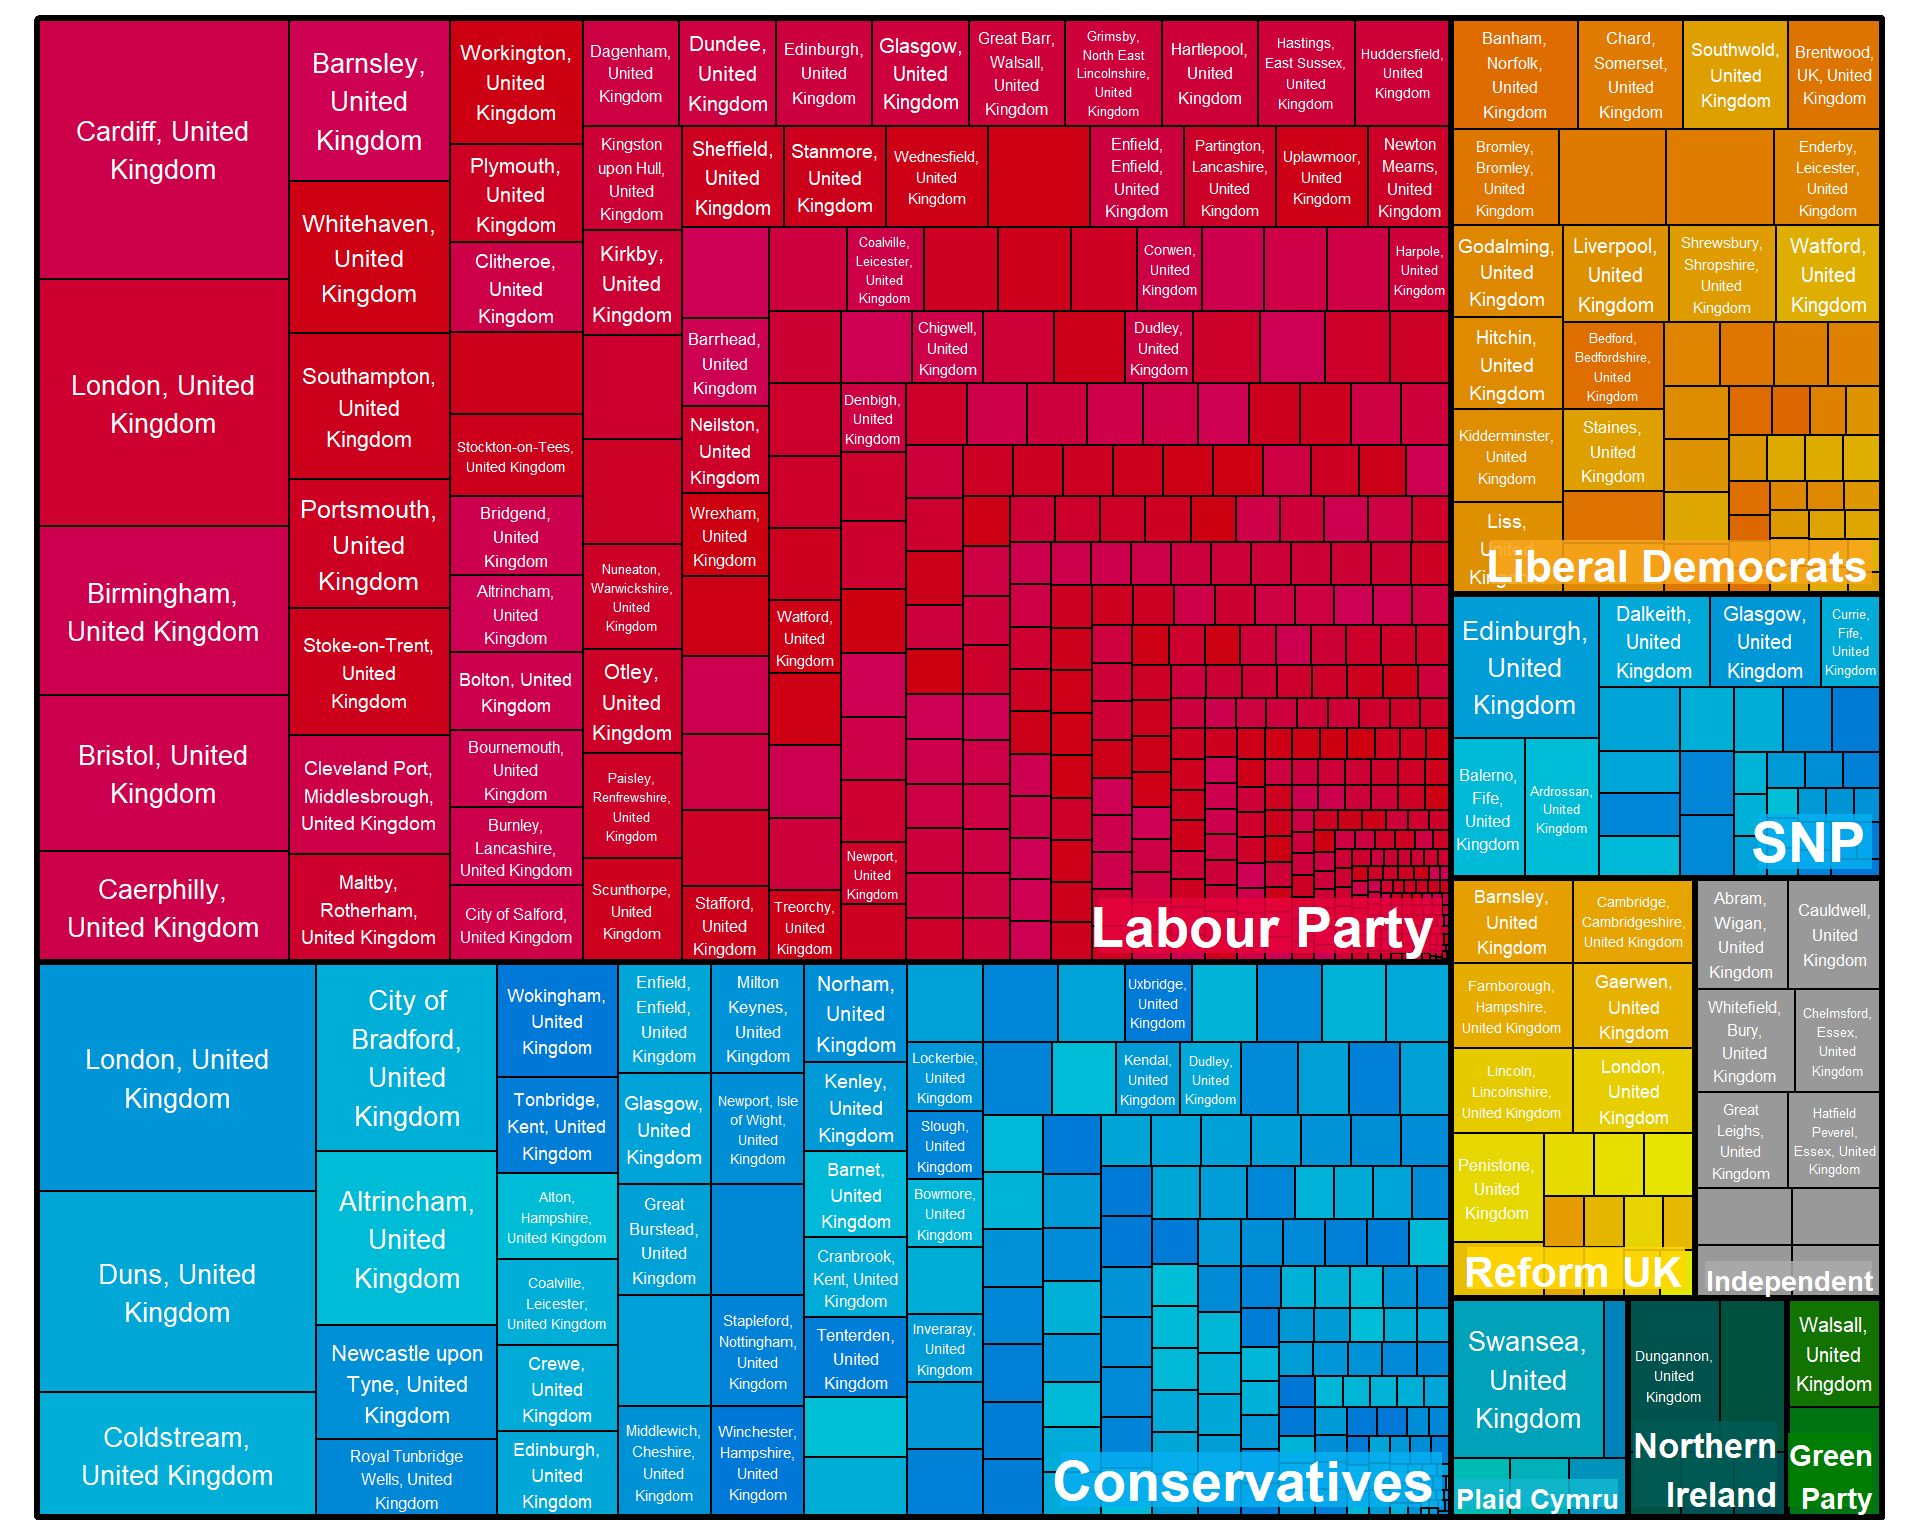 Cardiff, United
Kingdom
London, United
Kingdom
Birmingham,
United Kingdom
Bristol, United
Kingdom
Caerphilly,
United Kingdom
Barnsley,
United
Kingdom
Whitehaven,
United
Kingdom
Southampton,
United
Kingdom
Portsmouth,
United
Kingdom
Stoke-on-Trent,
United
Kingdom
Cleveland Port,
Middlesbrough,
United Kingdom
Maltby,
Rotherham,
United Kingdom
Workington,
United
Kingdom
Plymouth,
United
Kingdom
Clitheroe,
United
Kingdom
Stockton-on-Tees,
United Kingdom
Bridgend,
United
Kingdom
Altrincham,
United
Kingdom
Bolton, United
Kingdom
Bournemouth,
United
Kingdom
Burnley,
Lancashire,
United Kingdom
City of Salford,
United Kingdom
Dagenham,
United
Kingdom
Kingston
upon Hull,
United
Kingdom
Kirkby,
United
Kingdom
Nuneaton,
Warwickshire,
United
Kingdom
Otley,
United
Kingdom
Paisley,
Renfrewshire,
United
Kingdom
Scunthorpe,
United
Kingdom
Dundee,
United
Kingdom
Edinburgh,
United
Kingdom
Glasgow,
United
Kingdom
Great Barr,
Walsall,
United
Kingdom
Grimsby,
North East
Lincolnshire,
United
Kingdom
Hartlepool,
United
Kingdom
Hastings,
East Sussex,
United
Kingdom
Huddersfield,
United
Kingdom
Sheffield,
United
Kingdom
Stanmore,
United
Kingdom
Wednesfield,
United
Kingdom
Enfield,
Enfield,
United
Kingdom
Partington,
Lancashire,
United
Kingdom
Uplawmoor,
United
Kingdom
Newton
Mearns,
United
Kingdom
Barrhead,
United
Kingdom
Neilston,
United
Kingdom
Wrexham,
United
Kingdom
Stafford,
United
Kingdom
Coalville,
Leicester,
United
Kingdom
Corwen,
United
Kingdom
Harpole,
United
Kingdom
Chigwell,
United
Kingdom
Dudley,
United
Kingdom
Denbigh,
United
Kingdom
Watford,
United
Kingdom
Newport,
United
Kingdom
Treorchy,
United
Kingdom
Labour Party
London, United
Kingdom
Duns, United
Kingdom
Coldstream,
United Kingdom
City of
Bradford,
United
Kingdom
Altrincham,
United
Kingdom
Newcastle upon
Tyne, United
Kingdom
Royal Tunbridge
Wells, United
Kingdom
Wokingham,
United
Kingdom
Tonbridge,
Kent, United
Kingdom
Alton,
Hampshire,
United Kingdom
Coalville,
Leicester,
United Kingdom
Crewe,
United
Kingdom
Edinburgh,
United
Kingdom
Enfield,
Enfield,
United
Kingdom
Glasgow,
United
Kingdom
Great
Burstead,
United
Kingdom
Middlewich,
Cheshire,
United
Kingdom
Milton
Keynes,
United
Kingdom
Newport, Isle
of Wight,
United
Kingdom
Stapleford,
Nottingham,
United
Kingdom
Winchester,
Hampshire,
United
Kingdom
Norham,
United
Kingdom
Kenley,
United
Kingdom
Barnet,
United
Kingdom
Cranbrook,
Kent, United
Kingdom
Tenterden,
United
Kingdom
Lockerbie,
United
Kingdom
Slough,
United
Kingdom
Bowmore,
United
Kingdom
Inveraray,
United
Kingdom
Uxbridge,
United
Kingdom
Kendal,
United
Kingdom
Dudley,
United
Kingdom
Conservatives
Banham,
Norfolk,
United
Kingdom
Chard,
Somerset,
United
Kingdom
Southwold,
United
Kingdom
Brentwood,
UK, United
Kingdom
Bromley,
Bromley,
United
Kingdom
Enderby,
Leicester,
United
Kingdom
Godalming,
United
Kingdom
Liverpool,
United
Kingdom
Shrewsbury,
Shropshire,
United
Kingdom
Watford,
United
Kingdom
Hitchin,
United
Kingdom
Bedford,
Bedfordshire,
United
Kingdom
Kidderminster,
United
Kingdom
Staines,
United
Kingdom
Liss,
Liberal Democrats
Edinburgh,
United
Kingdom
Dalkeith,
United
Kingdom
Glasgow,
United
Kingdom
Currie,
Fife,
United
Kingdom
Balerno,
Fife,
United
Kingdom
Ardrossan,
United
Kingdom
SNP
Barnsley,
United
Kingdom
Cambridge,
Cambridgeshire,
United Kingdom
Farnborough,
Hampshire,
United Kingdom
Gaerwen,
United
Kingdom
Lincoln,
Lincolnshire,
United Kingdom
London,
United
Kingdom
Penistone,
United
Kingdom
Reform UK
Abram,
Wigan,
United
Kingdom
Cauldwell,
United
Kingdom
Whitefield,
Bury,
United
Kingdom
Chelmsford,
Essex,
United
Kingdom
Great
Leighs,
United
Kingdom
Hatfield
Peverel,
Essex, United
Kingdom
Independent
Swansea,
United
Kingdom
Plaid Cymru
Dungannon,
United
Kingdom
Northern
Ireland
Walsall,
United
Kingdom
Green
Party